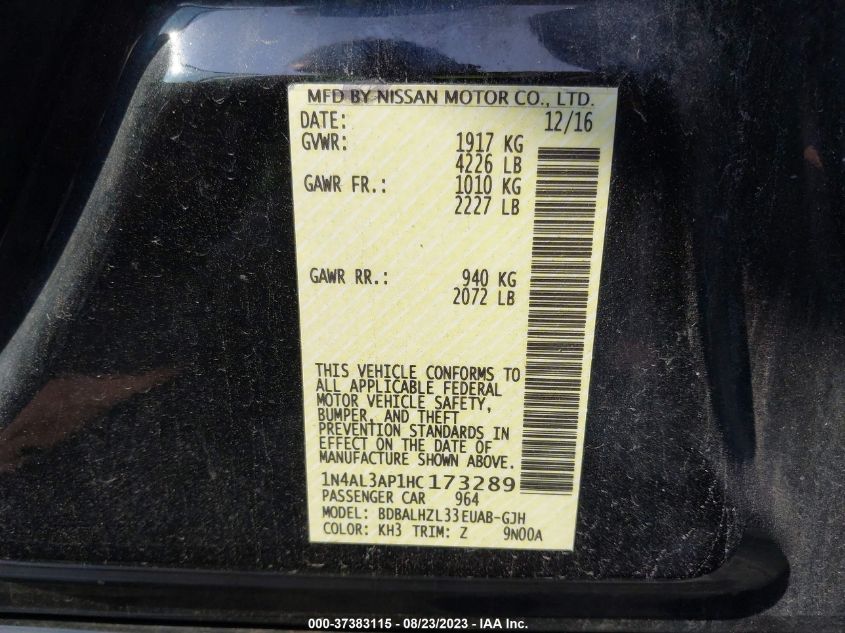 MFD BY NISSAN MOTOR CO., LTD.
DATE: 12/16
GVWR: 1917 KG
4226 LB
GAWR FR.: 1010 KG
2227 LB
GAWR RR.: 940 KG
2072 LB
THIS VEHICLE CONFORMS TO
ALL APPLICABLE FEDERAL
MOTOR VEHICLE SAFETY,
BUMPER, AND THEFT
PREVENTION STANDARDS IN
EFFECT ON THE DATE OF
MANUFACTURE SHOWN ABOVE.
1N4AL3AP1HC173289
PASSENGER CAR 964
MODEL: BDBALHZL33EUAB-GJH
COLOR: KH3 TRIM: Z 9N00A
000-37383115 - 08/23/2023 - IAA Inc.